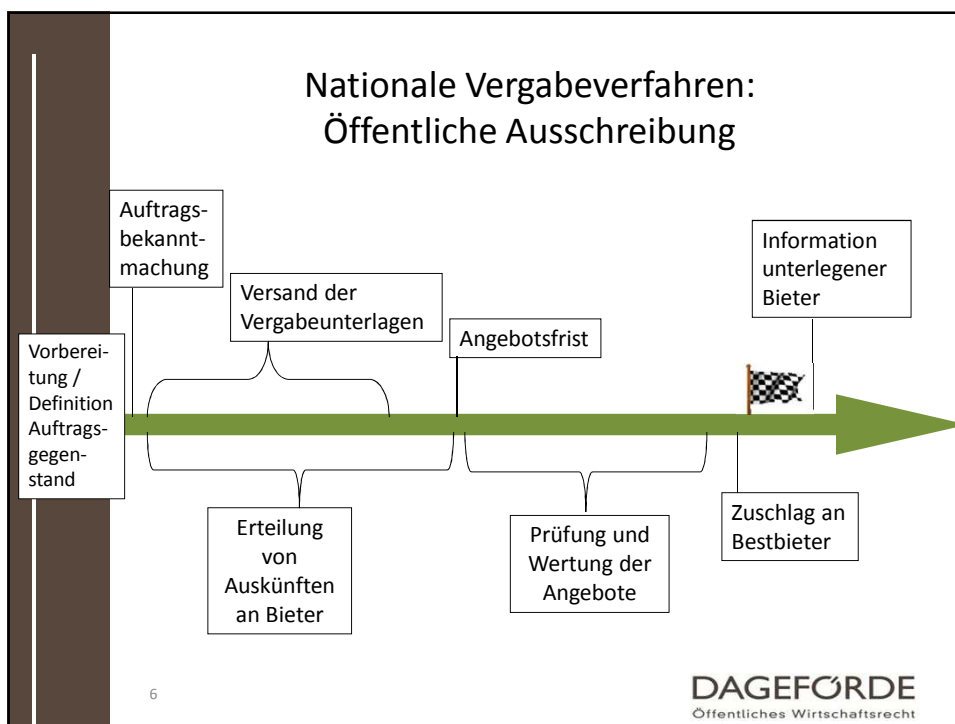 Nationale Vergabeverfahren:
Öffentliche Ausschreibung
Auftrags-
bekannt-
machung
Information
unterlegener
Bieter
Versand der
Vergabeunterlagen
Angebotsfrist
Vorberei-
tung /
Definition
Auftrags-
gegen-
stand
Erteilung
von
Auskünften
an Bieter
Prüfung und
Wertung der
Angebote
Zuschlag an
Bestbieter
6
DAGEFÖRDE
Öffentliches Wirtschaftsrecht